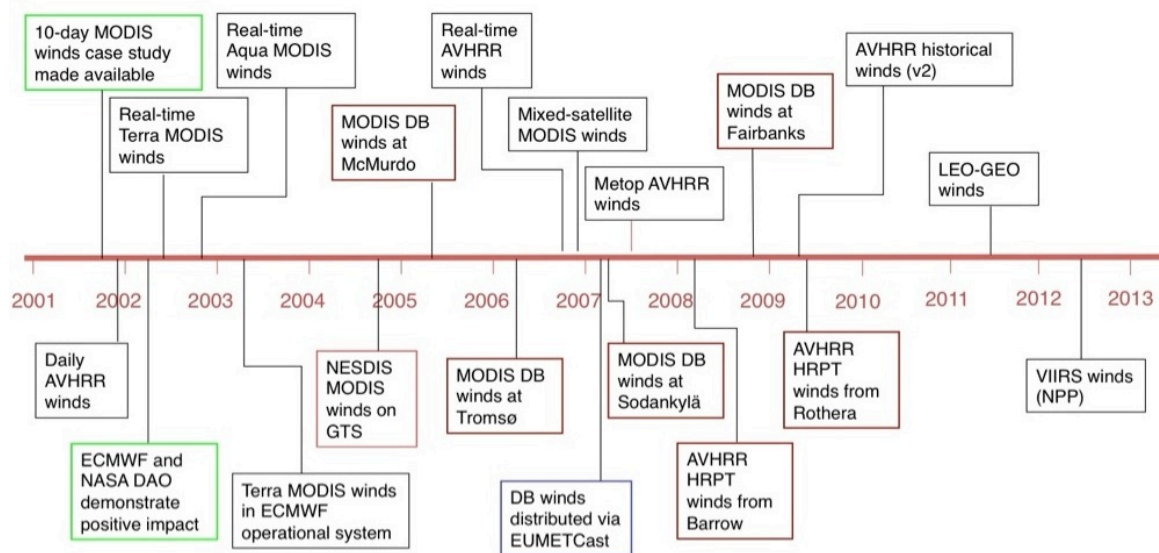 10-day MODIS
winds case study
made available
Real-time
Aqua MODIS
winds
Real-time
AVHRR
winds
AVHRR historical
winds (v2)
Real-time
Terra MODIS
winds
MODIS DB
winds at
McMurdo
Mixed-satellite
MODIS winds
MODIS DB
winds at
Fairbanks
Metop AVHRR
winds
LEO-GEO
winds
2001
2002
2003
2004
2005
2006
2007
2008
2009
2010
2011
2012
2013
Daily
AVHRR
winds
NESDIS
MODIS
winds on
GTS
MODIS DB
winds at
Tromsø
MODIS DB
winds at
Sodankylä
AVHRR
HRPT
winds from
Rothera
VIIRS winds
(NPP)
ECMWF and
NASA DAO
demonstrate
positive impact
Terra MODIS winds
in ECMWF
operational system
DB winds
distributed via
EUMETCast
AVHRR
HRPT
winds from
Barrow